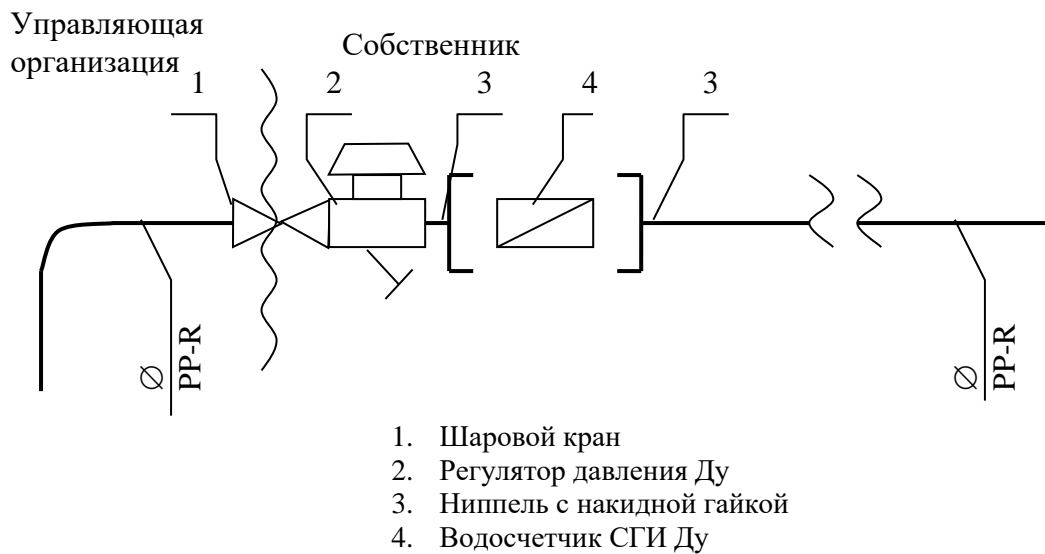 Управляющая
организация
Собственник
1 2 3 4 3
∅
PP-R
∅
PP-R
1. Шаровой кран
2. Регулятор давления Ду
3. Ниппель с накидной гайкой
4. Водосчетчик СГИ Ду